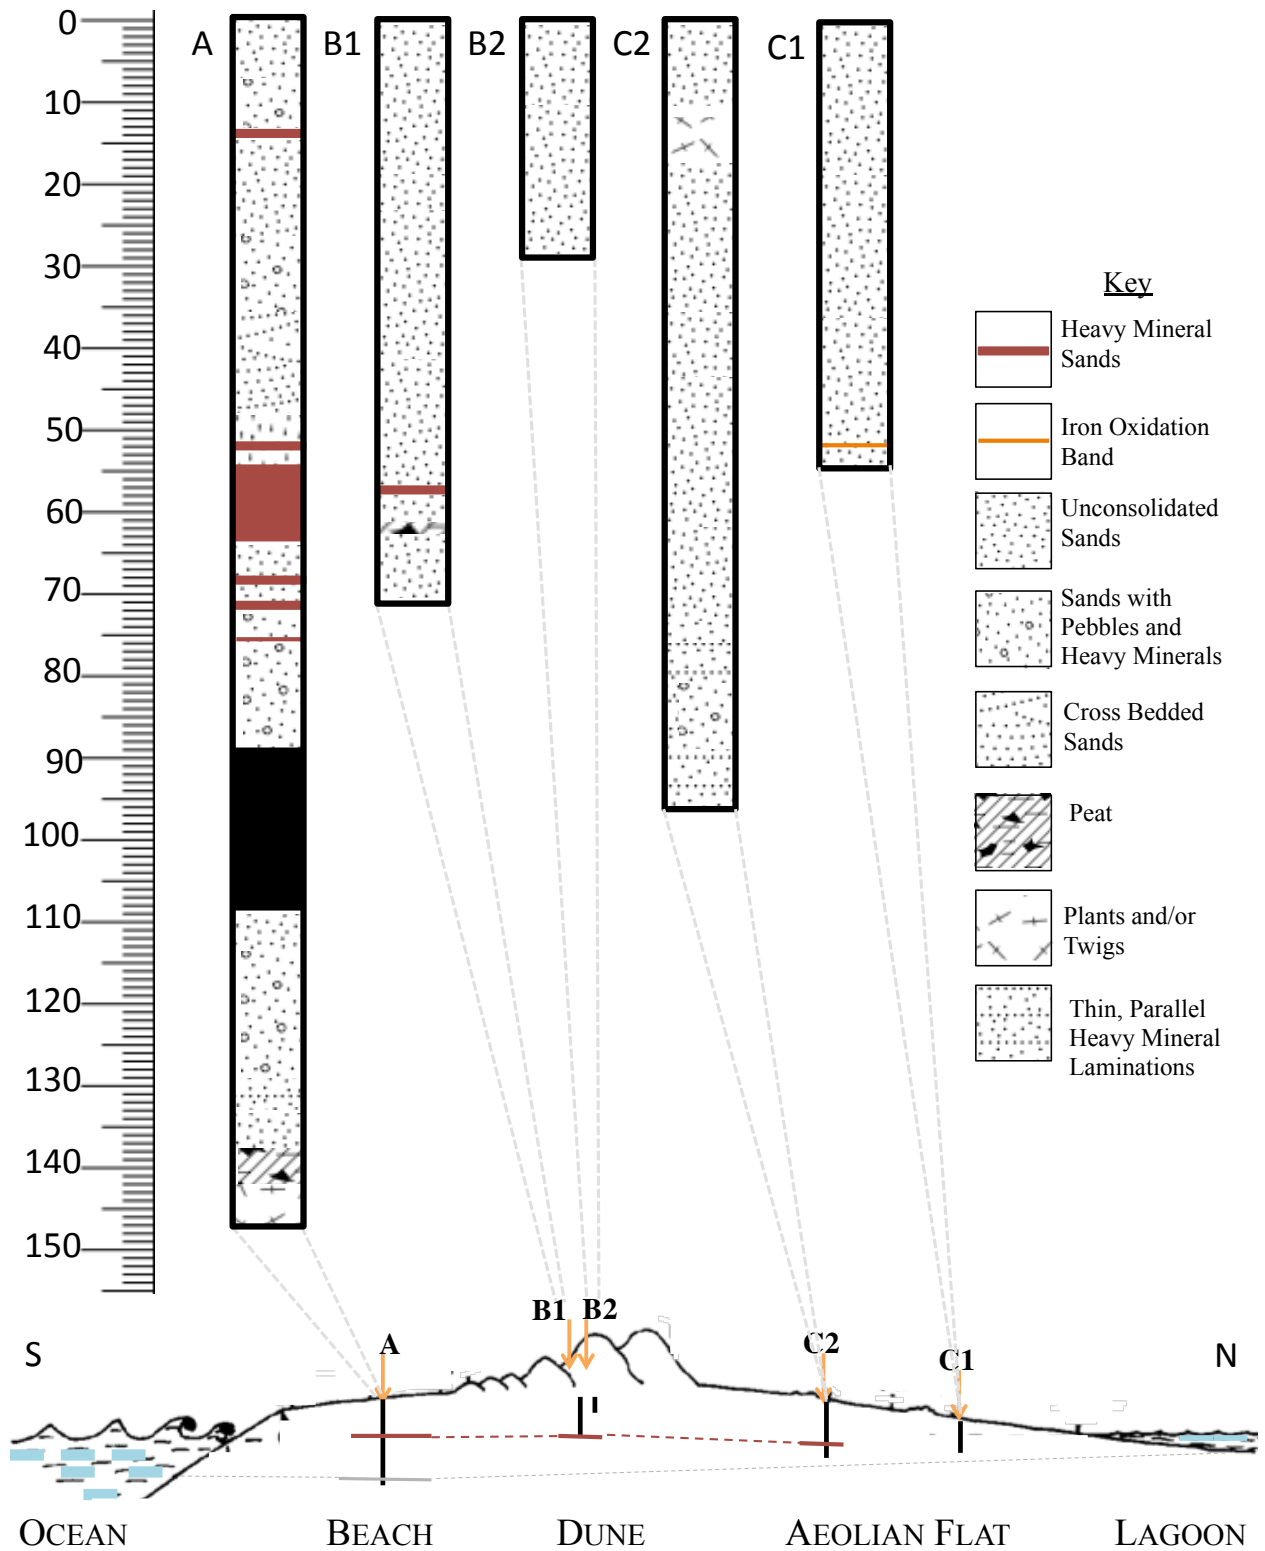 0
10
20
30
40
50
60
70
80
90
100
110
120
130
140
150
A
B1
B2
C2
C1
Key
Heavy Mineral
Sands
Iron Oxidation
Band
Unconsolidated
Sands
Sands with
Pebbles and
Heavy Minerals
Cross Bedded
Sands
Peat
Plants and/or
Twigs
Thin, Parallel
Heavy Mineral
Laminations
S
A
B1 B2
C2
C1
N
OCEAN
BEACH
DUNE
AEOLIAN FLAT
LAGOON